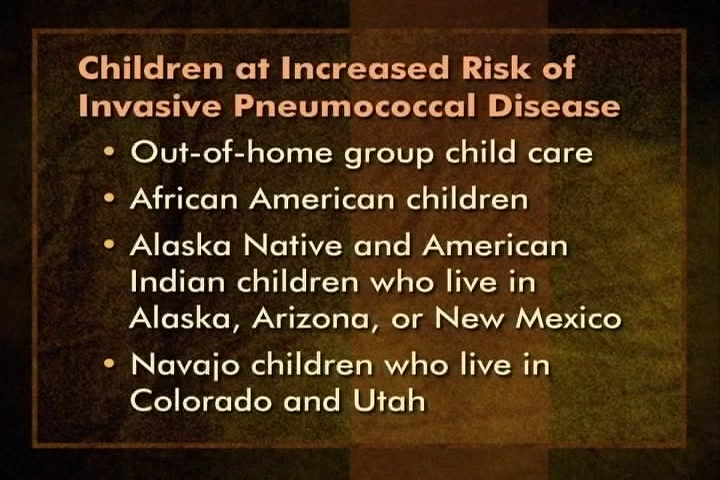 Children at Increased Risk of
Invasive Pneumococcal Disease
• Out-of-home group child care
• African American children
• Alaska Native and American
Indian children who live in
Alaska, Arizona, or New Mexico
• Navajo children who live in
Colorado and Utah